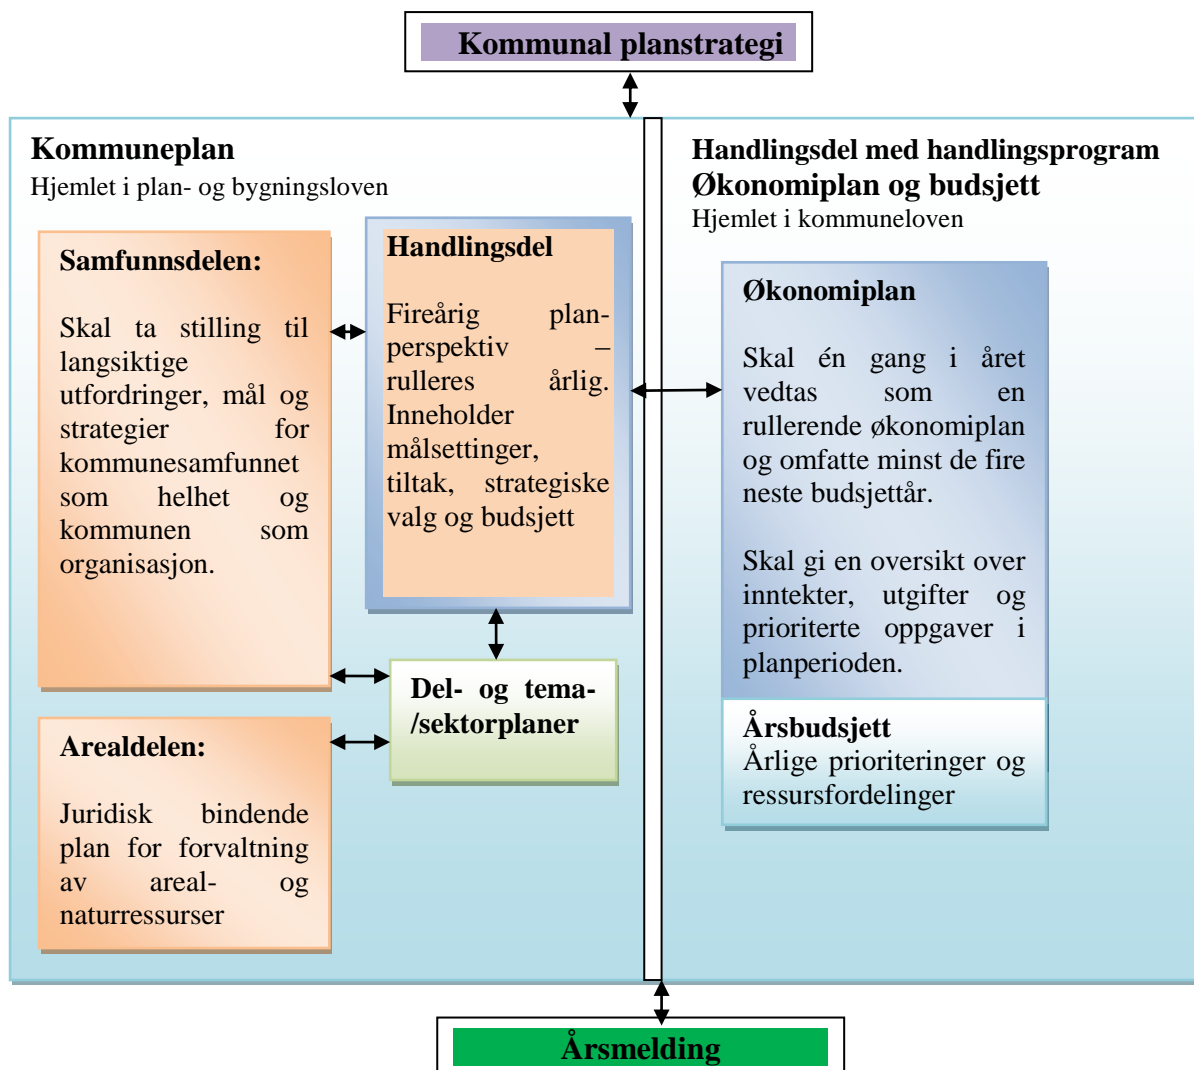 Kommunal planstrategi
Kommuneplan
Hjemlet i plan- og bygningsloven
Samfunnsdelen:
Skal ta stilling til
langsiktige
utfordringer, mål og
strategier for
kommunesamfunnet
som helhet og
kommunen som
organisasjon.
Handlingsdel
Fireårig plan-
perspektiv –
rulleres årlig.
Inneholder
målsettinger,
tiltak, strategiske
valg og budsjett
Del- og tema-
/sektorplaner
Arealdelen:
Juridisk bindende
plan for forvaltning
av areal- og
naturressurser
Handlingsdel med handlingsprogram
Økonomiplan og budsjett
Hjemlet i kommuneloven
Økonomiplan
Skal én gang i året
vedtas som en
rullerende økonomiplan
og omfatte minst de fire
neste budsjettår.
Skal gi en oversikt over
inntekter, utgifter og
prioriterte oppgaver i
planperioden.
Årsbudsjett
Årlige prioriteringer og
ressursfordelinger
Årsmelding